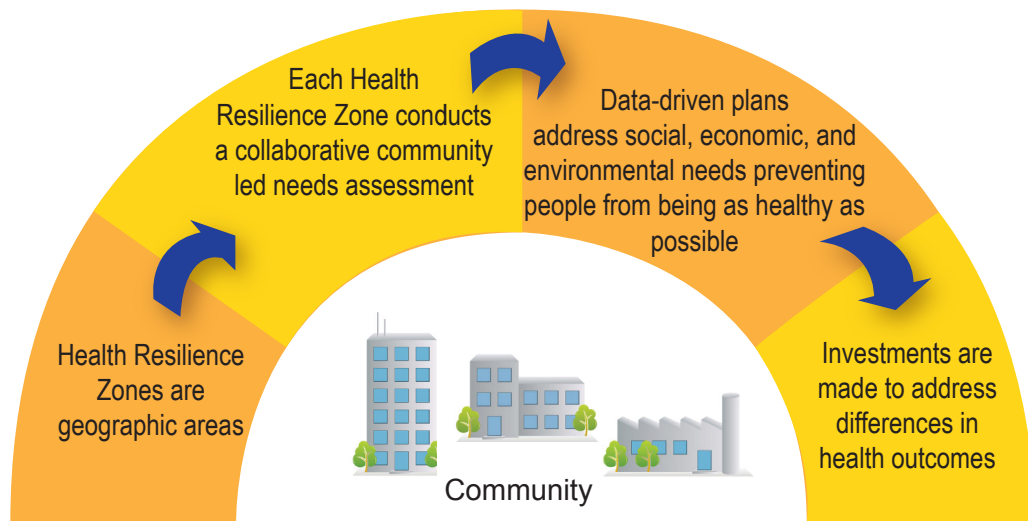 Health Resilience
Zones are
geographic areas
Each Health
Resilience Zone conducts
a collaborative community
led needs assessment
Data-driven plans
address social, economic, and
environmental needs preventing
people from being as healthy as
possible
Investments are
made to address
differences in
health outcomes
Community